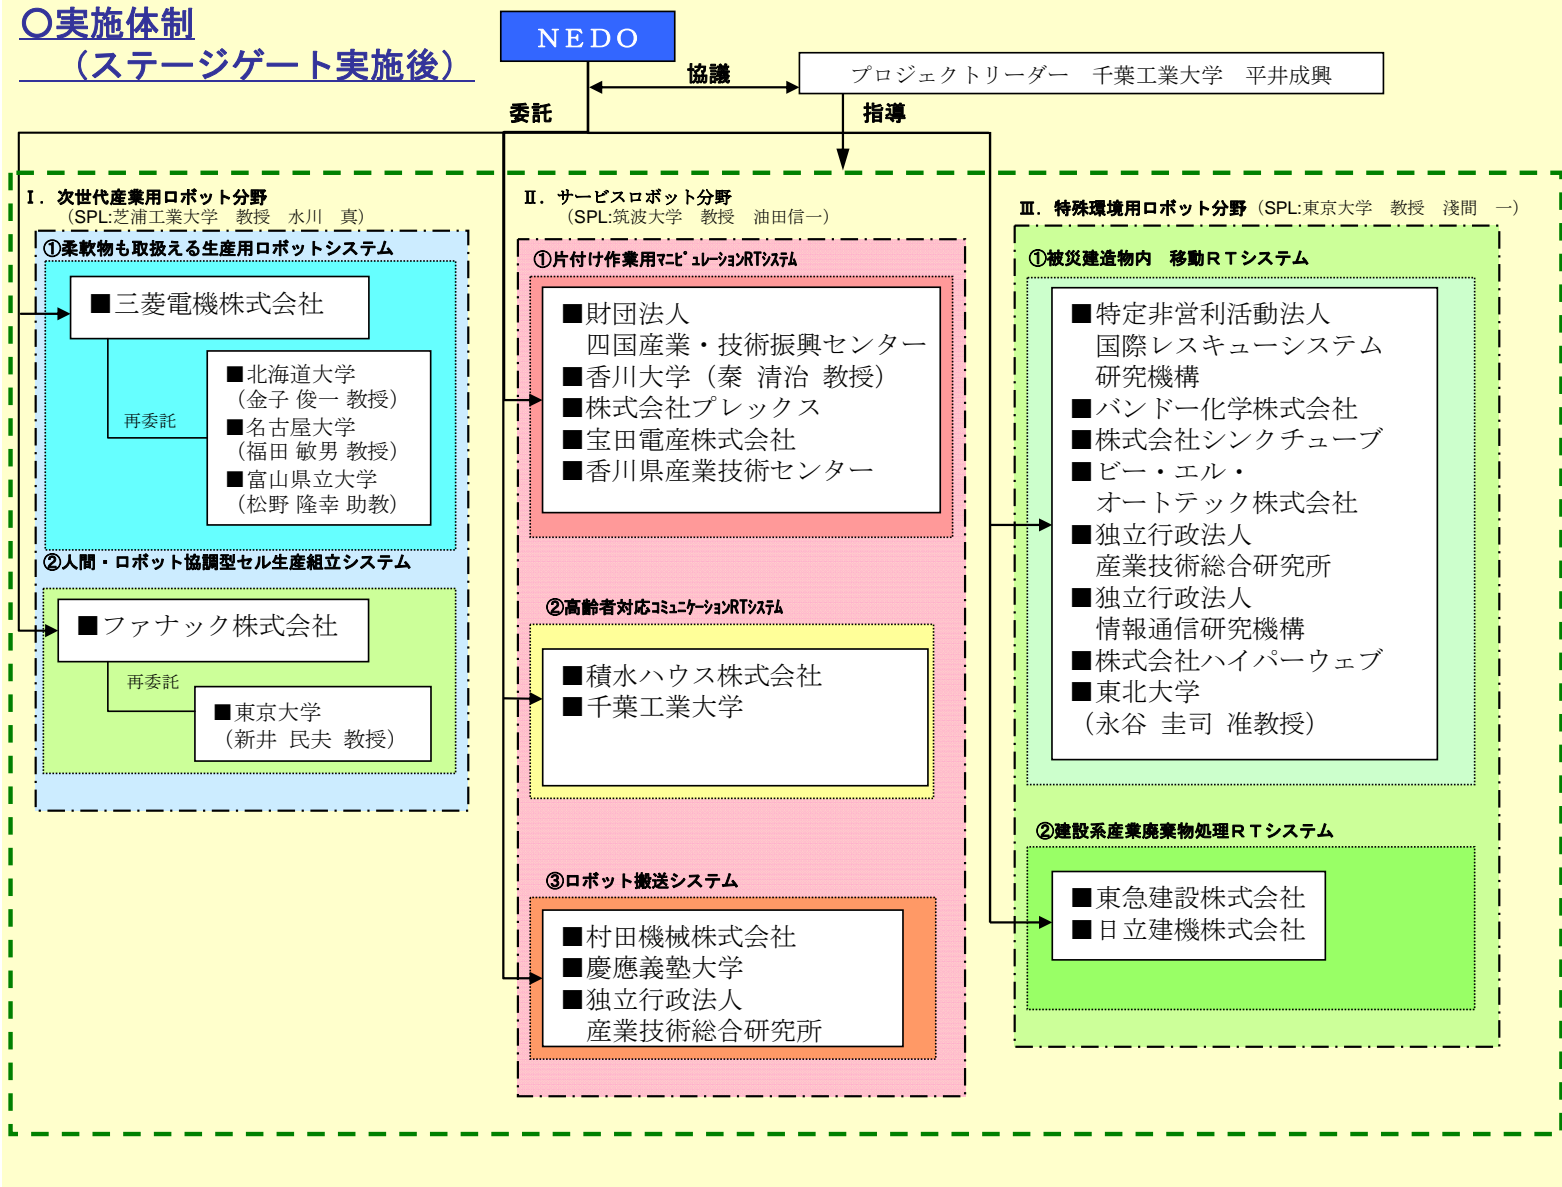 〇実施体制
（ステージゲート実施後）
ＮＥＤＯ
協議
プロジェクトリーダー　千葉工業大学　平井成興
委託
指導
Ⅰ．次世代産業用ロボット分野
（SPL:芝浦工業大学　教授　水川　真）
①柔軟物も取扱える生産用ロボットシステム
■三菱電機株式会社
再委託
■北海道大学
（金子 俊一 教授）
■名古屋大学
（福田 敏男 教授）
■富山県立大学
（松野 隆幸 助教）
②人間・ロボット協調型セル生産組立システム
■ファナック株式会社
再委託
■東京大学
（新井 民夫 教授）
Ⅱ．サービスロボット分野
（SPL:筑波大学　教授　油田信一）
①片付け作業用ﾏﾆﾋﾟｭﾚｰｼｮﾝRTｼｽﾃﾑ
■財団法人
四国産業・技術振興センター
■香川大学（秦 清治 教授）
■株式会社プレックス
■宝田電産株式会社
■香川県産業技術センター
②高齢者対応ｺﾐｭﾆｹｰｼｮﾝRTｼｽﾃﾑ
■積水ハウス株式会社
■千葉工業大学
③ロボット搬送システム
■村田機械株式会社
■慶應義塾大学
■独立行政法人
産業技術総合研究所
Ⅲ．特殊環境用ロボット分野（SPL:東京大学　教授　淺間　一）
①被災建造物内　移動ＲＴシステム
■特定非営利活動法人
国際レスキューシステム
研究機構
■バンドー化学株式会社
■株式会社シンクチューブ
■ビー・エル・
オートテック株式会社
■独立行政法人
産業技術総合研究所
■独立行政法人
情報通信研究機構
■株式会社ハイパーウェブ
■東北大学
（永谷 圭司 准教授）
②建設系産業廃棄物処理ＲＴシステム
■東急建設株式会社
■日立建機株式会社